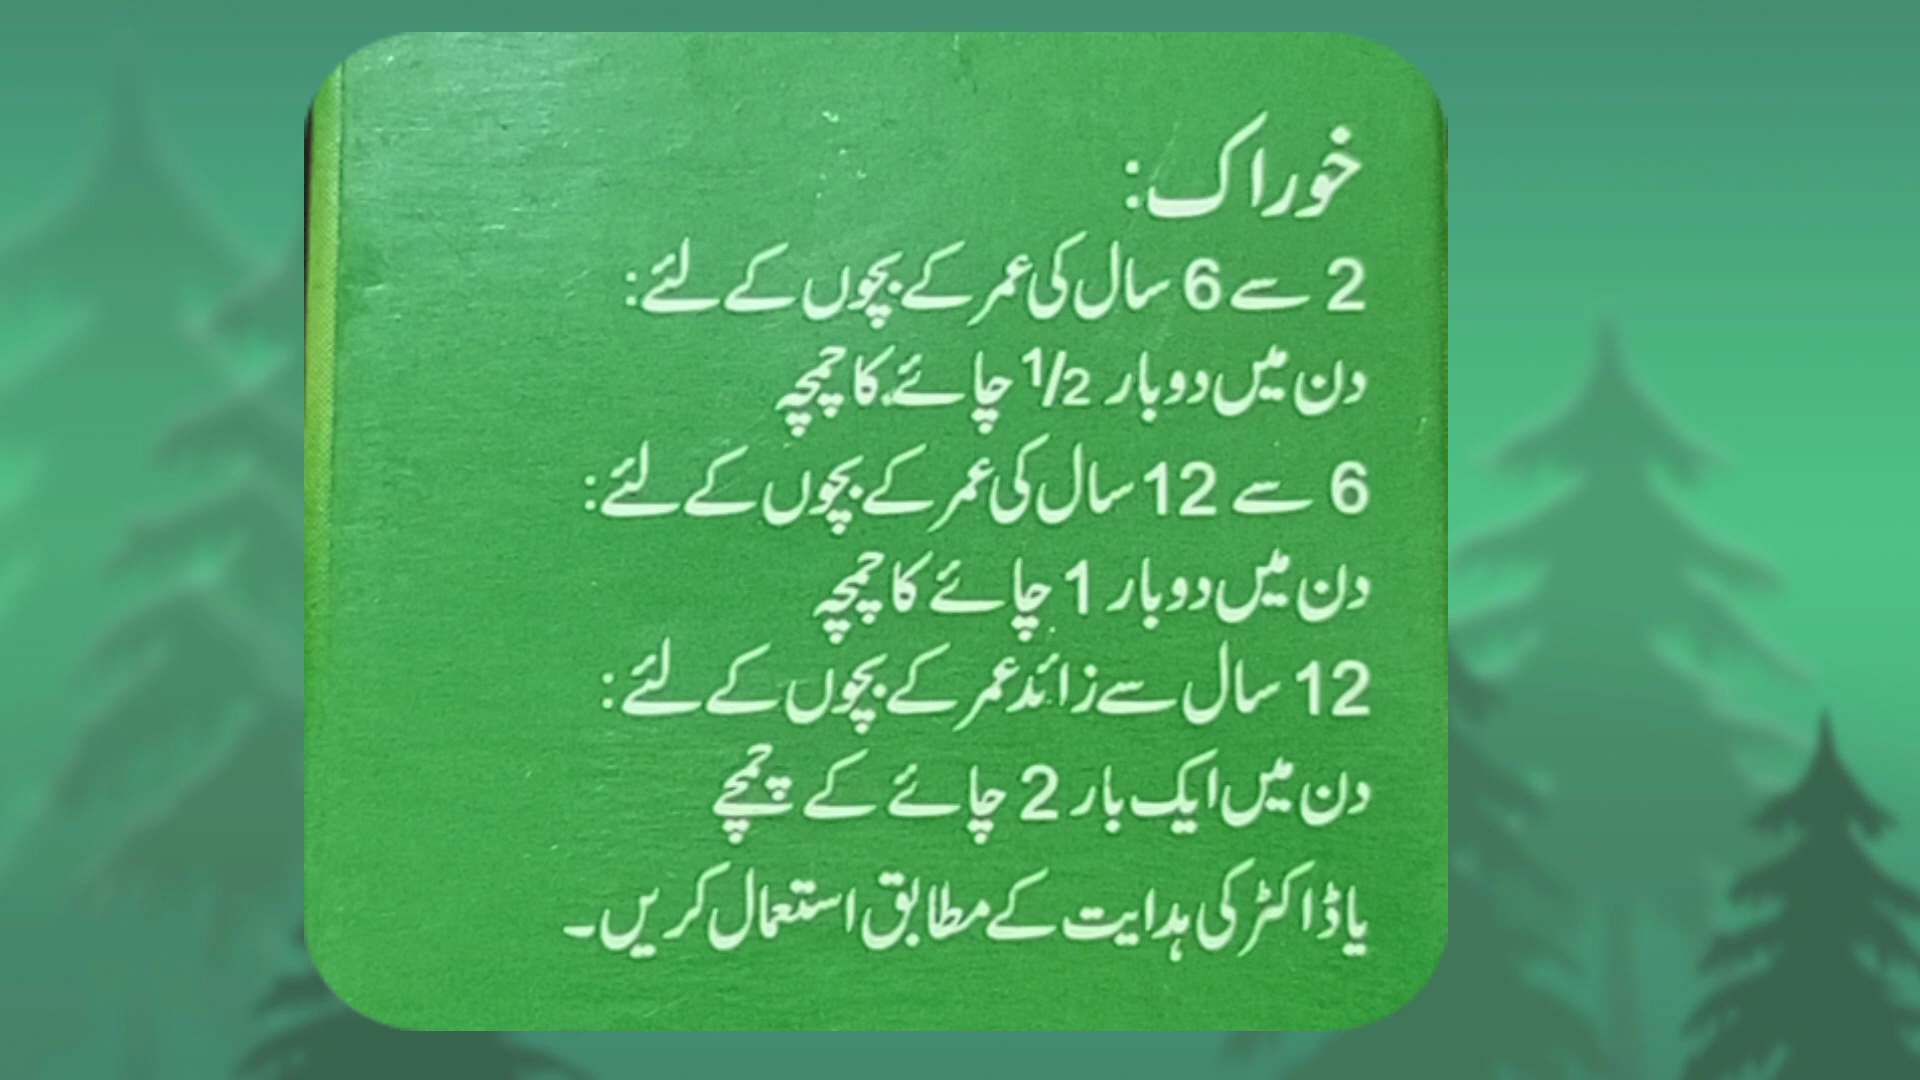 خوراک:
2 سے 6 سال کی عمر کے بچوں کے لئے:
دن میں دو بار 1/2 چائے کا چمچہ
6 سے 12 سال کی عمر کے بچوں کے لئے:
دن میں دو بار 1 چائے کا چمچہ
12 سال سے زائد عمر کے بچوں کے لئے:
دن میں ایک بار 2 چائے کے چمچے
یا ڈاکٹر کی ہدایت کے مطابق استعمال کریں۔